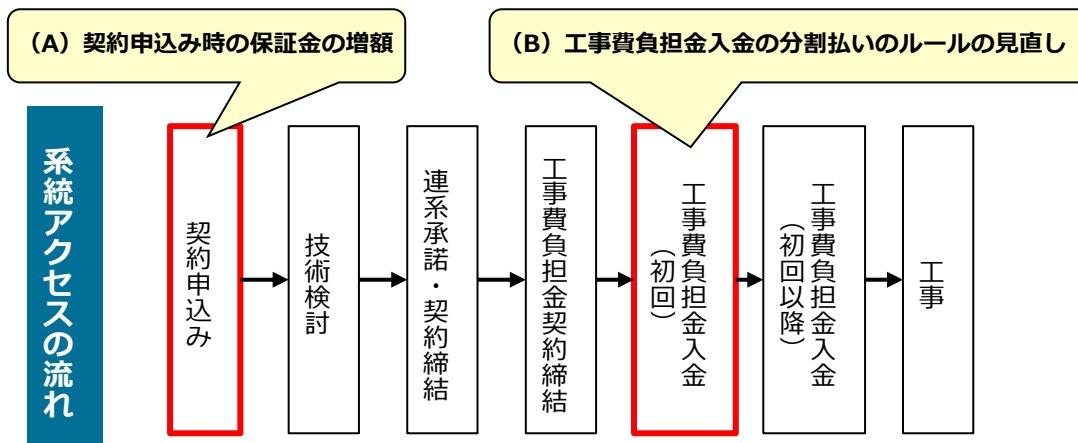 （A）契約申込み時の保証金の増額
（B）工事費負担金入金の分割払いのルールの見直し
系統アクセスの流れ
契約申込み
技術検討
連系承諾・契約締結
工事費負担金契約締結
工事費負担金入金
（初回）
工事費負担金入金
（初回以降）
工事